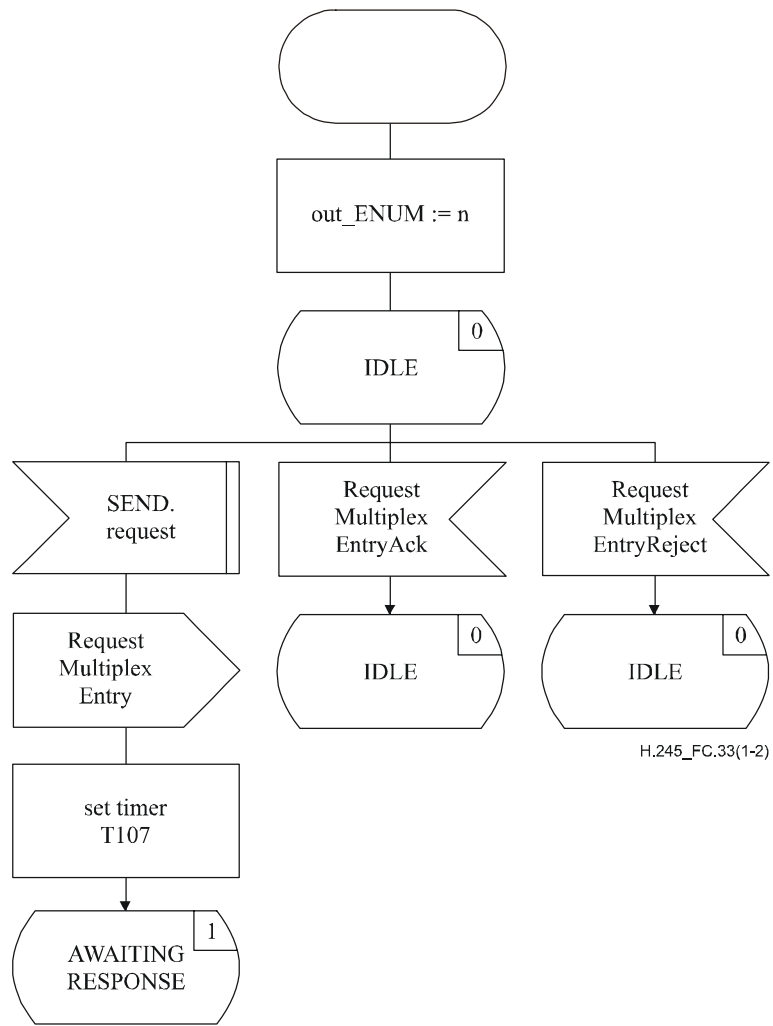 out_ENUM := n
0
IDLE
SEND.
request
Request
Multiplex
EntryAck
Request
Multiplex
EntryReject
Request
Multiplex
Entry
0
IDLE
0
IDLE
H.245_FC.33(1-2)
set timer
T107
1
AWAITING
RESPONSE